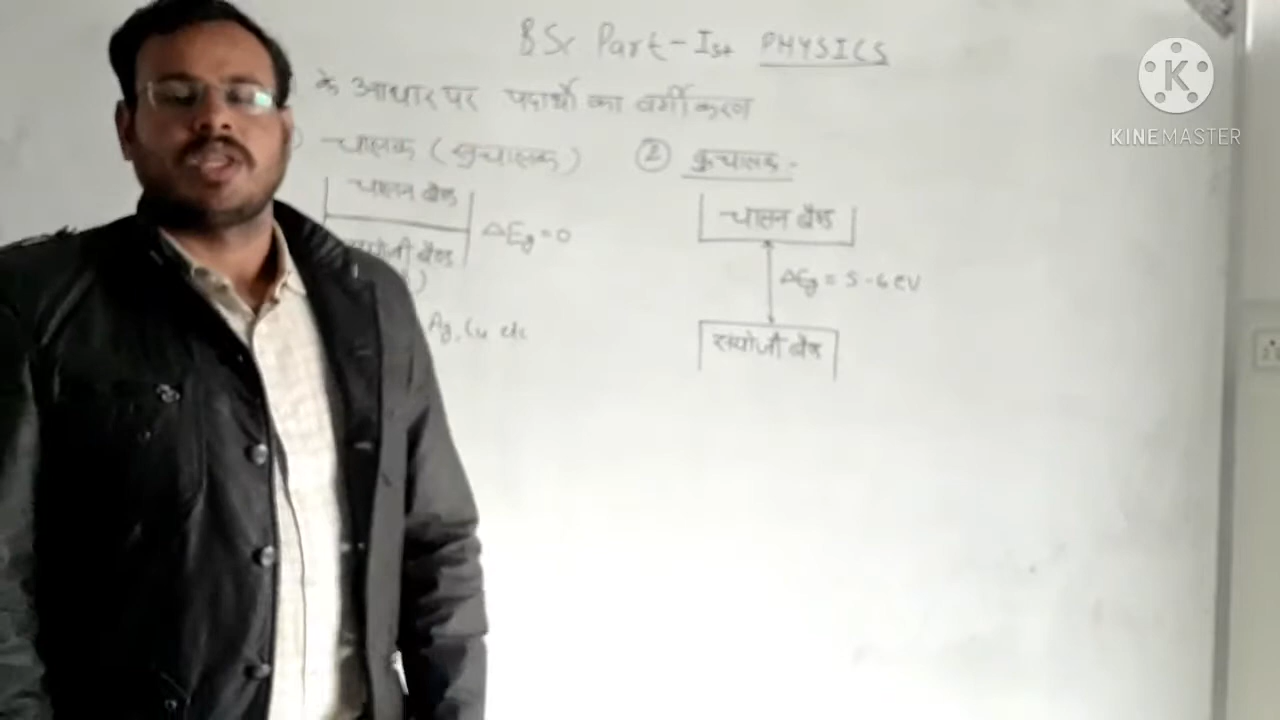 BSc Part-Ist PHYSICS
के आधार पर पदार्थो का वर्गीकरण
चालक (सुचालक)
② कुचालक -
चालन बैण्ड
ΔEg = 0
संयोजी बैण्ड
Ag, Cu etc
चालन बैण्ड
ΔEg = 5-6 eV
संयोजी बैण्ड
K
KINEMASTER